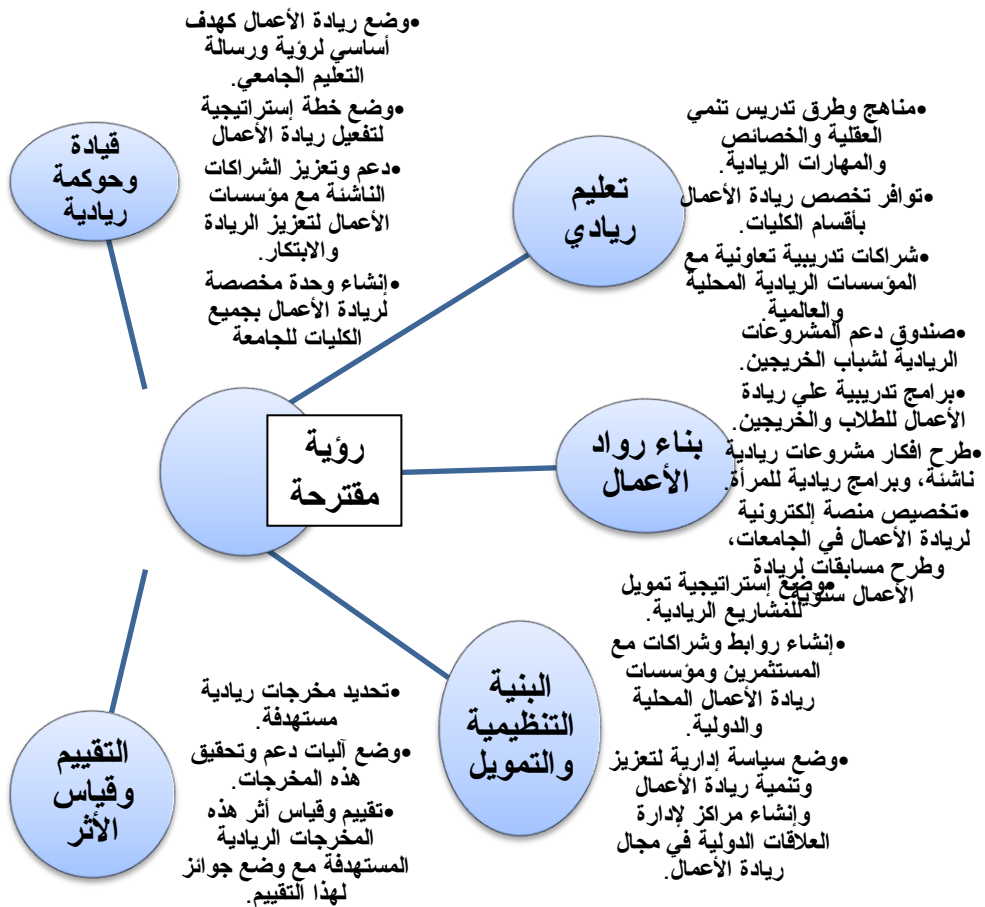 •وضع ريادة الأعمال كهدف
أساسي لرؤية ورسالة
التعليم الجامعي.
•وضع خطة إستراتيجية
لتفعيل ريادة الأعمال
•دعم وتعزيز الشراكات
الناشئة مع مؤسسات
الأعمال لتعزيز الريادة
والابتكار.
•إنشاء وحدة مخصصة
لريادة الأعمال بجميع
الكليات للجامعة
قيادة
وحوكمة
ريادية
•مناهج وطرق تدريس تنمي
العقلية والخصائص
والمهارات الريادية.
•توافر تخصص ريادة الأعمال
بأقسام الكليات.
•شراكات تدريبية تعاونية مع
المؤسسات الريادية المحلية
والعالمية.
تعليم
ريادي
•صندوق دعم المشروعات
الريادية لشباب الخريجين.
•برامج تدريبية علي ريادة
الأعمال للطلاب والخريجين.
•طرح افكار مشروعات ريادية
ناشئة، وبرامج ريادية للمرأة.
•تخصيص منصة إلكترونية
لريادة الأعمال في الجامعات،
وطرح مسابقات لريادة
الأعمال سنوية.
بناء رواد
الأعمال
رؤية
مقترحة
•وضع إستراتيجية تمويل
للمشاريع الريادية.
•إنشاء روابط وشراكات مع
المستثمرين ومؤسسات
ريادة الأعمال المحلية
والدولية.
•وضع سياسة إدارية لتعزيز
وتنمية ريادة الأعمال
وإنشاء مراكز لإدارة
العلاقات الدولية في مجال
ريادة الأعمال.
البنية
التنظيمية
والتمويل
•تحديد مخرجات ريادية
مستهدفة.
•وضع آليات دعم وتحقيق
هذه المخرجات.
•تقييم وقياس أثر هذه
المخرجات الريادية
المستهدفة مع وضع جوائز
لهذا التقييم.
التقييم
وقياس
الأثر